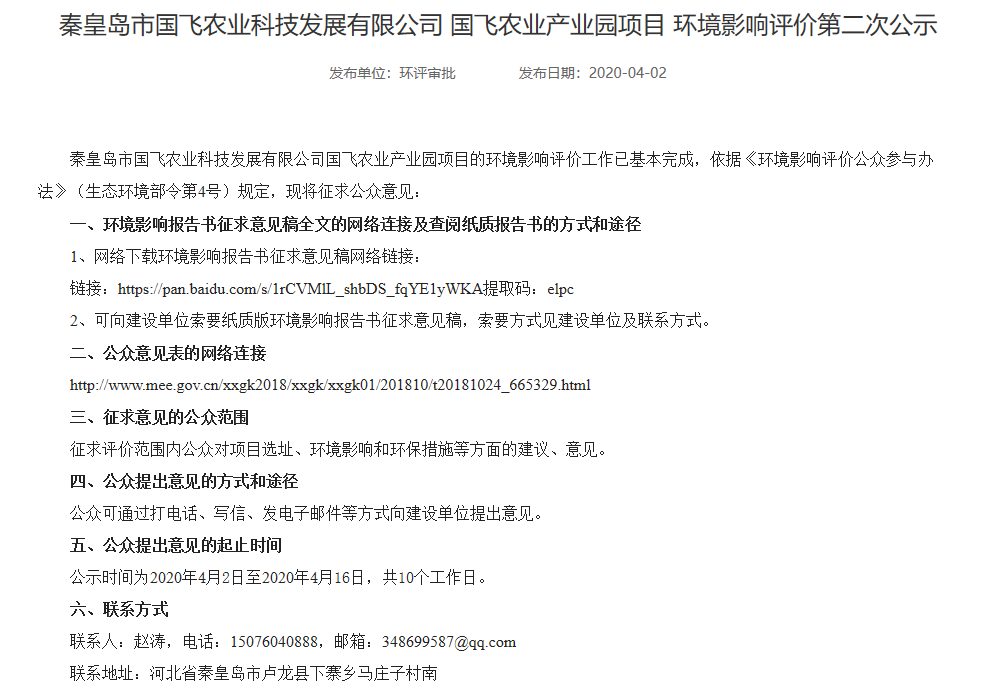 秦皇岛市国飞农业科技发展有限公司 国飞农业产业园项目 环境影响评价第二次公示
发布单位：环评审批 发布日期：2020-04-02
秦皇岛市国飞农业科技发展有限公司国飞农业产业园项目的环境影响评价工作已基本完成，依据《环境影响评价公众参与办
法》（生态环境部令第4号）规定，现将征求公众意见：
一、环境影响报告书征求意见稿全文的网络连接及查阅纸质报告书的方式和途径
1、网络下载环境影响报告书征求意见稿网络链接：
链接：https://pan.baidu.com/s/1rCVMlL_shbDS_fqYE1yWKA提取码：elpc
2、可向建设单位索要纸质版环境影响报告书征求意见稿，索要方式见建设单位及联系方式。
二、公众意见表的网络连接
http://www.mee.gov.cn/xxgk2018/xxgk/xxgk01/201810/t20181024_665329.html
三、征求意见的公众范围
征求评价范围内公众对项目选址、环境影响和环保措施等方面的建议、意见。
四、公众提出意见的方式和途径
公众可通过打电话、写信、发电子邮件等方式向建设单位提出意见。
五、公众提出意见的起止时间
公示时间为2020年4月2日至2020年4月16日，共10个工作日。
六、联系方式
联系人：赵涛，电话：15076040888，邮箱：348699587@qq.com
联系地址：河北省秦皇岛市卢龙县下寨乡马庄子村南